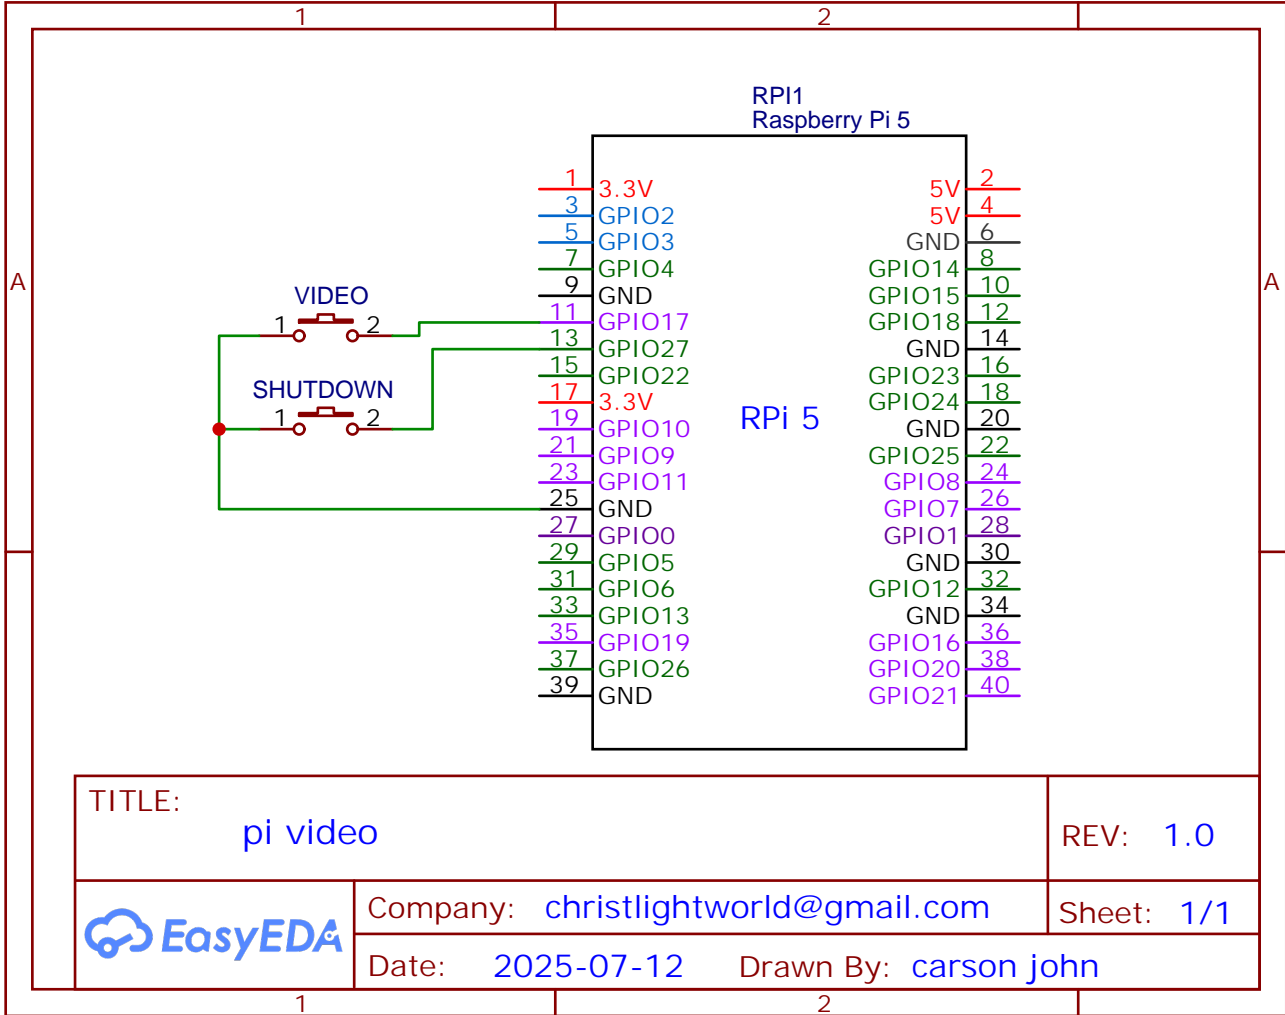 1 2
RPI1
Raspberry Pi 5
1 3.3V 5V 2
3 GPIO2 5V 4
5 GPIO3 GND 6
7 GPIO4 GPIO14 8
A A
9 GND GPIO15 10
VIDEO
1 2
11 GPIO17 GPIO18 12
13 GPIO27 GND 14
15 GPIO22 GPIO23 16
SHUTDOWN
1 2
17 3.3V GPIO24 18
RPi 5
19 GPIO10 GND 20
21 GPIO9 GPIO25 22
23 GPIO11 GPIO8 24
25 GND GPIO7 26
27 GPIO0 GPIO1 28
29 GPIO5 GND 30
31 GPIO6 GPIO12 32
33 GPIO13 GND 34
35 GPIO19 GPIO16 36
37 GPIO26 GPIO20 38
39 GND GPIO21 40
TITLE:
pi video
REV: 1.0
EasyEDA
Company: christlightworld@gmail.com
Sheet: 1/1
Date: 2025-07-12 Drawn By: carson john
1 2